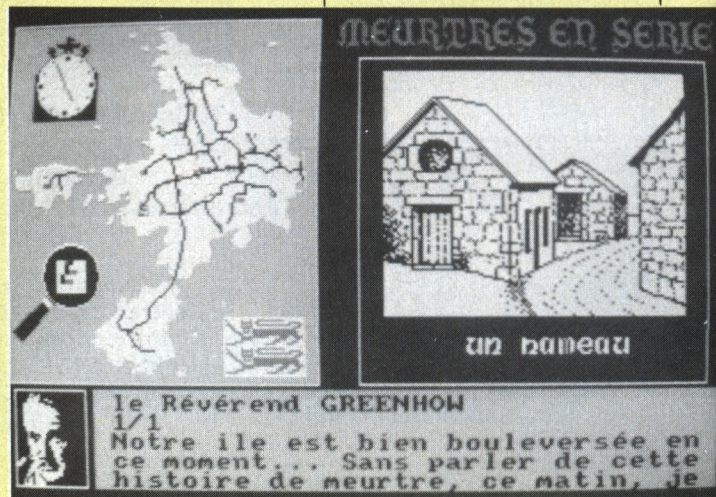 MEURTRES EN SERIE
un hameau
le Révérend GREENHOW
1/1
Notre ile est bien bouleversée en
ce moment... Sans parler de cette
histoire de meurtre, ce matin, je